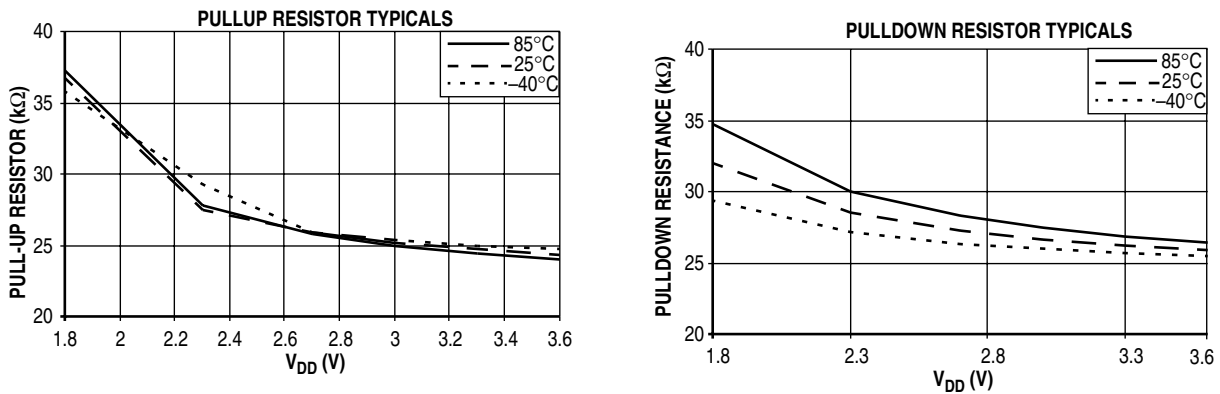 PULLUP RESISTOR TYPICALS
PULL-UP RESISTOR (kΩ)
40
35
30
25
20
85°C
25°C
–40°C
1.8 2 2.2 2.4 2.6 2.8 3 3.2 3.4 3.6
VDD (V)
PULLDOWN RESISTOR TYPICALS
PULLDOWN RESISTANCE (kΩ)
40
35
30
25
20
85°C
25°C
–40°C
1.8 2.3 2.8 3.3 3.6
VDD (V)